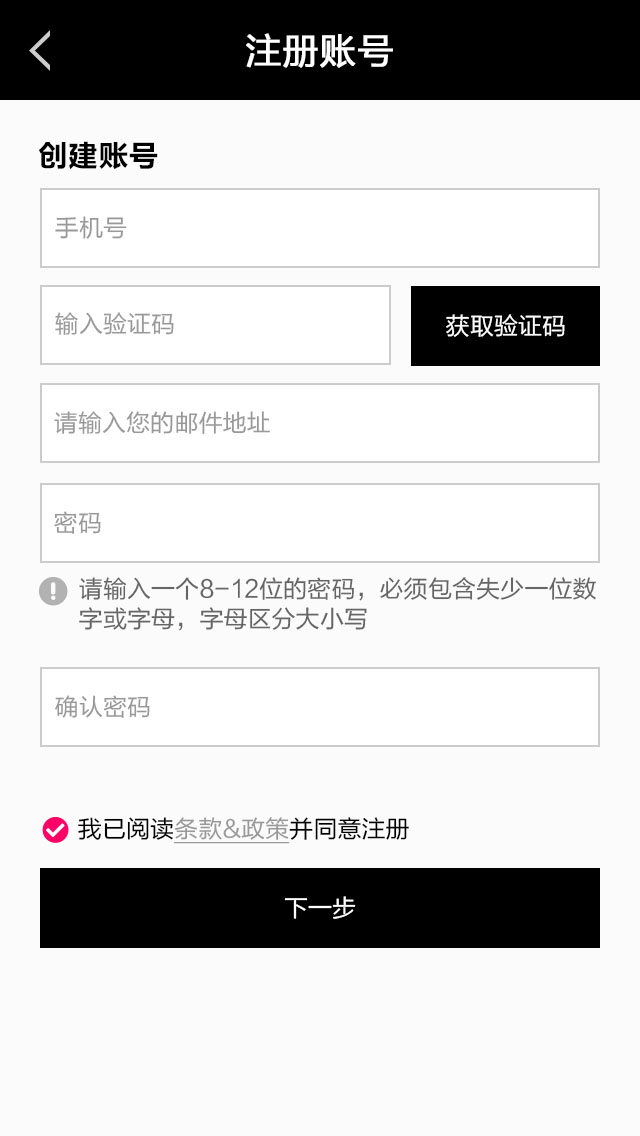 注册账号
创建账号
手机号
输入验证码
获取验证码
请输入您的邮件地址
密码
请输入一个8-12位的密码，必须包含失少一位数
字或字母，字母区分大小写
确认密码
我已阅读条款&政策并同意注册
下一步